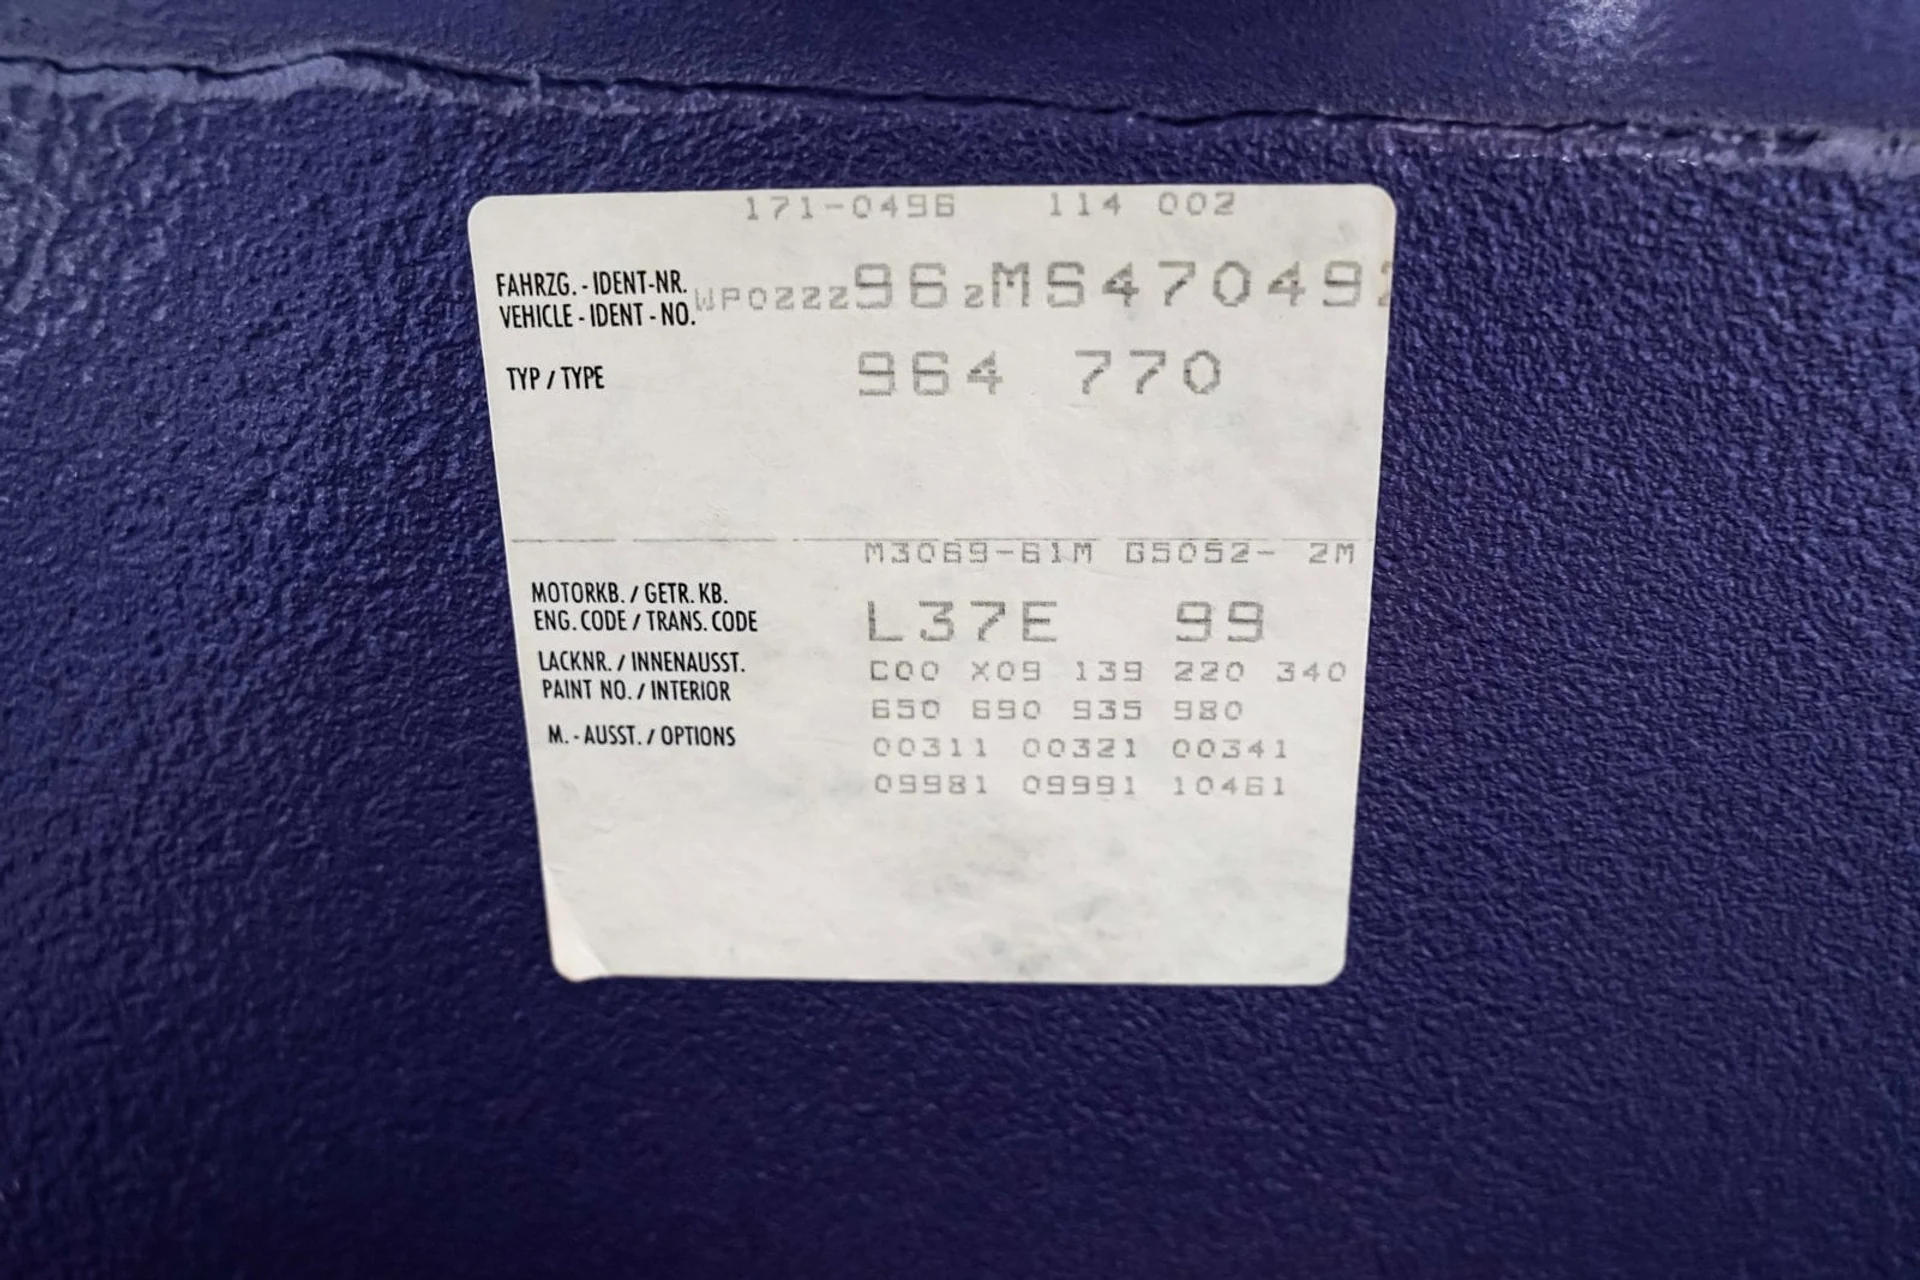 171-0496 114 002
FAHRZG. - IDENT-NR.
VEHICLE - IDENT - NO. WP0ZZZ96ZMS470492
TYP / TYPE 964 770
M3069-61M G5052- 2M
MOTORKB. / GETR. KB.
ENG. CODE / TRANS. CODE L37E 99
LACKNR. / INNENAUSST. C00 X09 139 220 340
PAINT NO. / INTERIOR 650 690 935 980
M. - AUSST. / OPTIONS 00311 00321 00341
09981 09991 10461